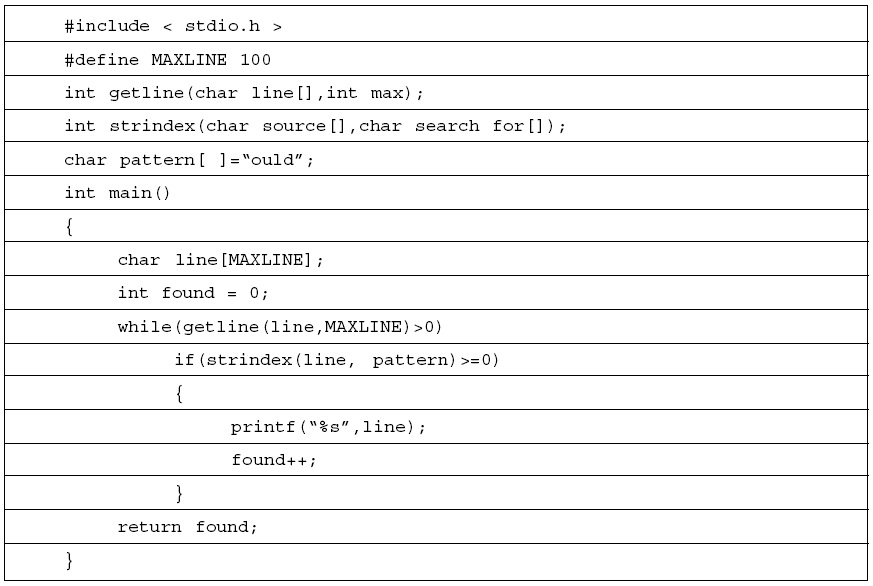 #include < stdio.h >
#define MAXLINE 100
int getline(char line[],int max);
int strindex(char source[],char search for[]);
char pattern[ ]=“ould”;
int main()
{
char line[MAXLINE];
int found = 0;
while(getline(line,MAXLINE)>0)
if(strindex(line, pattern)>=0)
{
printf(“%s”,line);
found++;
}
return found;
}